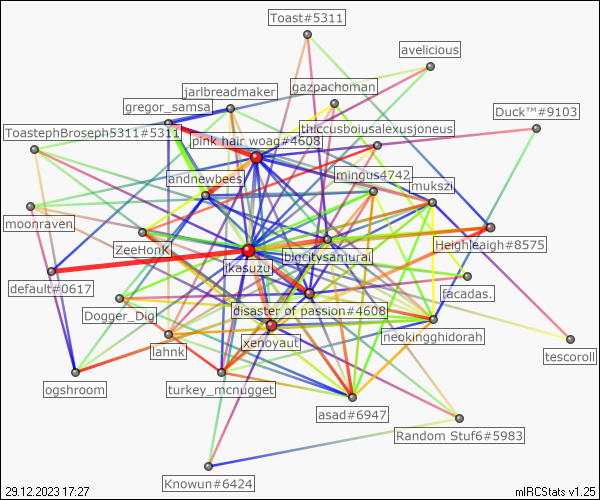 Toast#5311
avelicious
jarlbreadmaker
gazpachoman
gregor_samsa
Duck™#9103
ToastephBroseph5311#5311
thiccusboiusalexusjoneus
pink hair woag#4608
andnewbees
mingus4742
mukszi
moonraven
ZeeHonK
Heighleaigh#8575
bigcitysamurai
ikasuzu
default#0617
racadas.
Dogger_Dig
disaster of passion#4608
xenoyaut
neokingghidorah
lahnk
tescoroll
ogshroom
turkey_mcnugget
asad#6947
Random Stuf6#5983
Knowun#6424
29.12.2023 17:27
mIRCStats v1.25